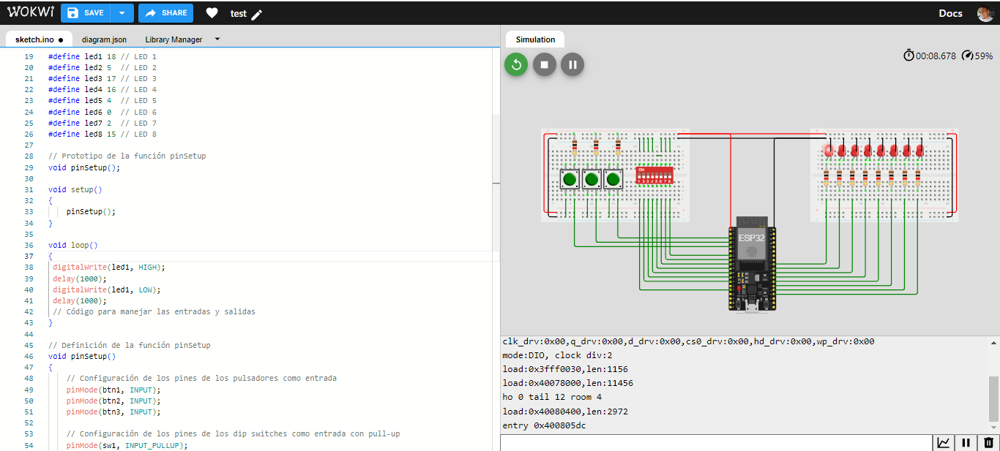 WOKWI SAVE SHARE test Docs
sketch.ino ● diagram.json Library Manager
Simulation
00:08.678 59%
19 #define led1 18 // LED 1
20 #define led2 5 // LED 2
21 #define led3 17 // LED 3
22 #define led4 16 // LED 4
23 #define led5 4 // LED 5
24 #define led6 0 // LED 6
25 #define led7 2 // LED 7
26 #define led8 15 // LED 8
27
28 // Prototipo de la función pinSetup
29 void pinSetup();
30
31 void setup()
32 {
33 pinSetup();
34 }
35
36 void loop()
37 {
38 digitalWrite(led1, HIGH);
39 delay(1000);
40 digitalWrite(led1, LOW);
41 delay(1000);
42 // Código para manejar las entradas y salidas
43 }
44
45 // Definición de la función pinSetup
46 void pinSetup()
47 {
48 // Configuración de los pines de los pulsadores como entrada
49 pinMode(btn1, INPUT);
50 pinMode(btn2, INPUT);
51 pinMode(btn3, INPUT);
52
53 // Configuración de los pines de los dip switches como entrada con pull-up
54 pinMode(sw1, INPUT_PULLUP);
ON
1 2 3 4 5 6 7 8
ESP32
clk_drv:0x00,q_drv:0x00,d_drv:0x00,cs0_drv:0x00,hd_drv:0x00,wp_drv:0x00
mode:DIO, clock div:2
load:0x3fff0030,len:1156
load:0x40078000,len:11456
ho 0 tail 12 room 4
load:0x40080400,len:2972
entry 0x400805dc